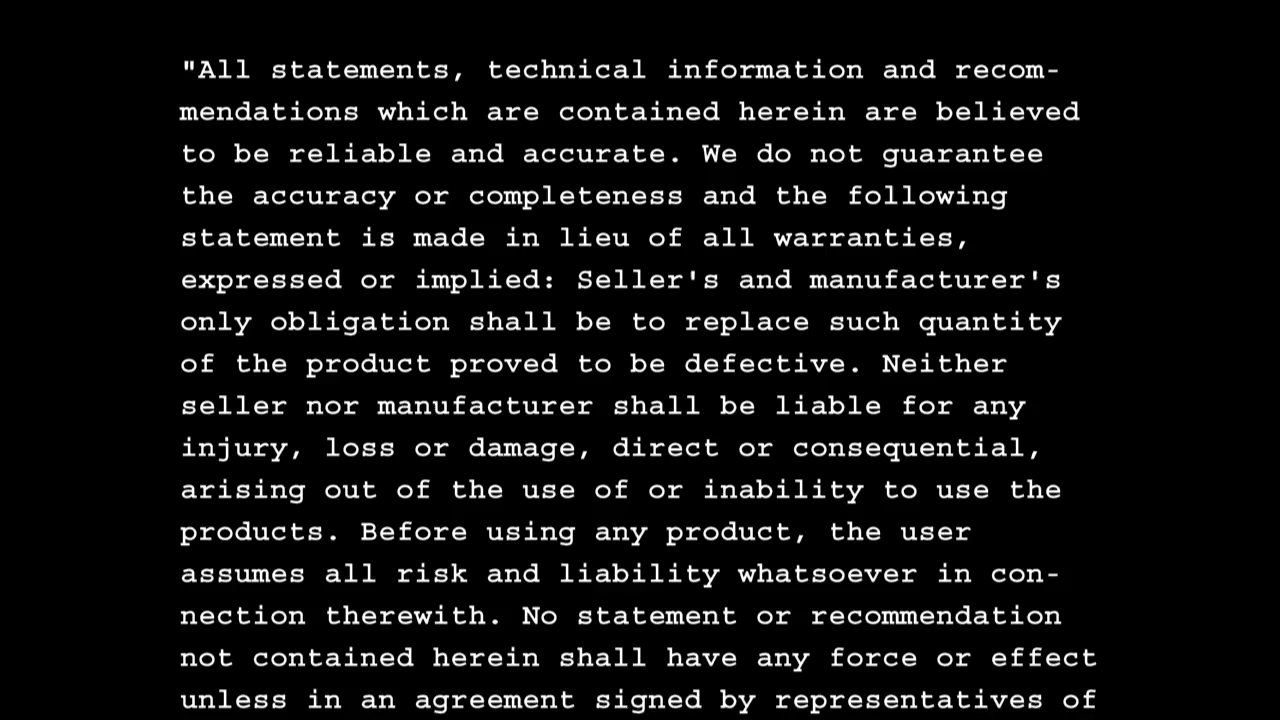 "All statements, technical information and recom-
mendations which are contained herein are believed
to be reliable and accurate. We do not guarantee
the accuracy or completeness and the following
statement is made in lieu of all warranties,
expressed or implied: Seller's and manufacturer's
only obligation shall be to replace such quantity
of the product proved to be defective. Neither
seller nor manufacturer shall be liable for any
injury, loss or damage, direct or consequential,
arising out of the use of or inability to use the
products. Before using any product, the user
assumes all risk and liability whatsoever in con-
nection therewith. No statement or recommendation
not contained herein shall have any force or effect
unless in an agreement signed by representatives of